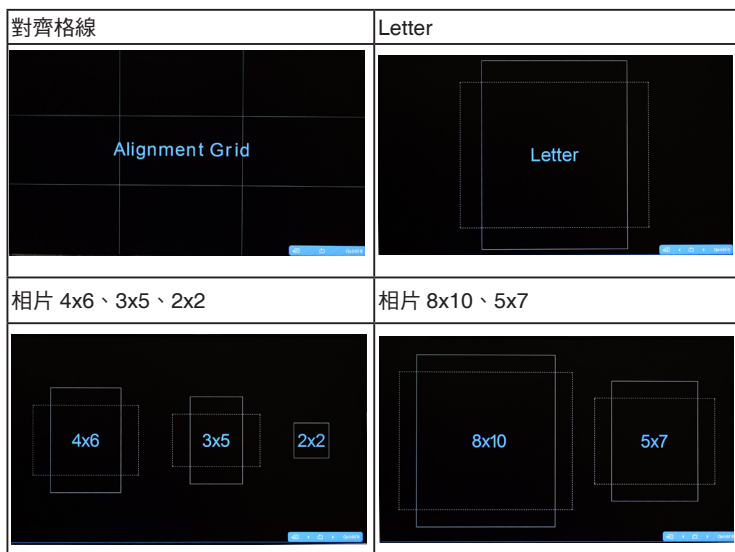 對齊格線
Letter
Alignment Grid
Letter
相片 4x6、3x5、2x2
相片 8x10、5x7
4x6
3x5
2x2
8x10
5x7